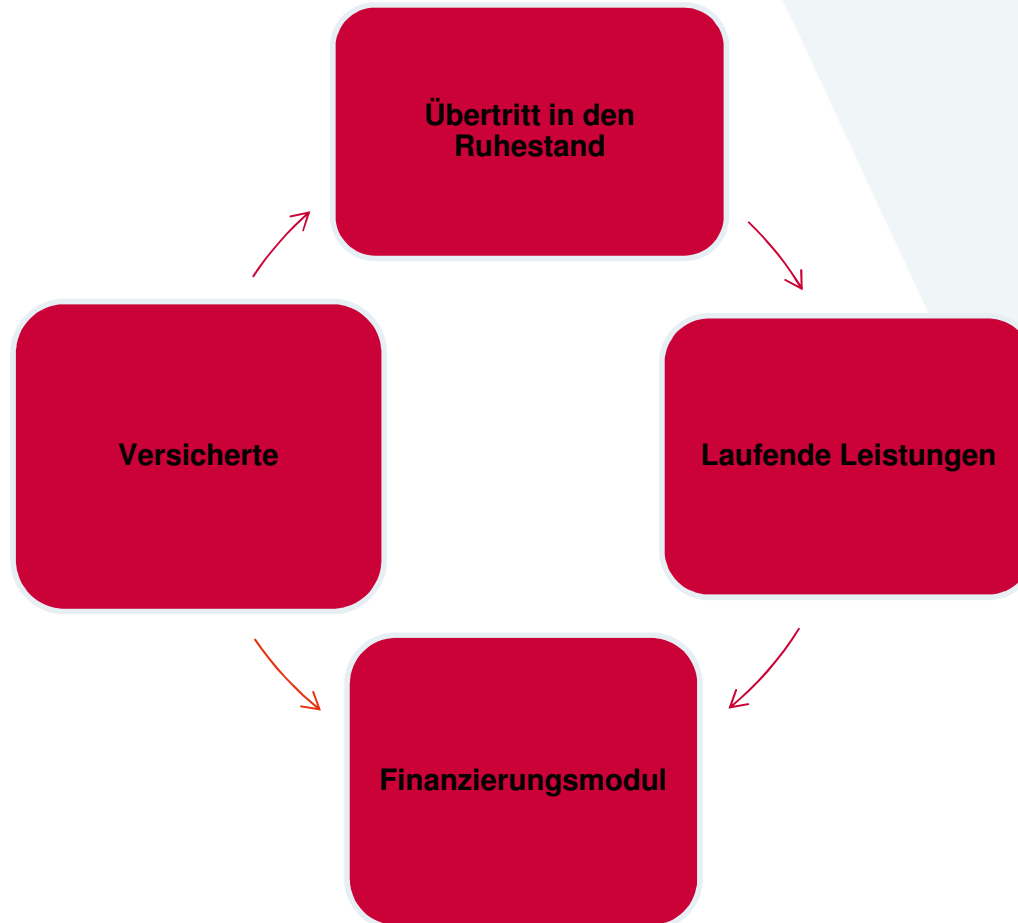 Übertritt in den
Ruhestand
Versicherte
Laufende Leistungen
Finanzierungsmodul